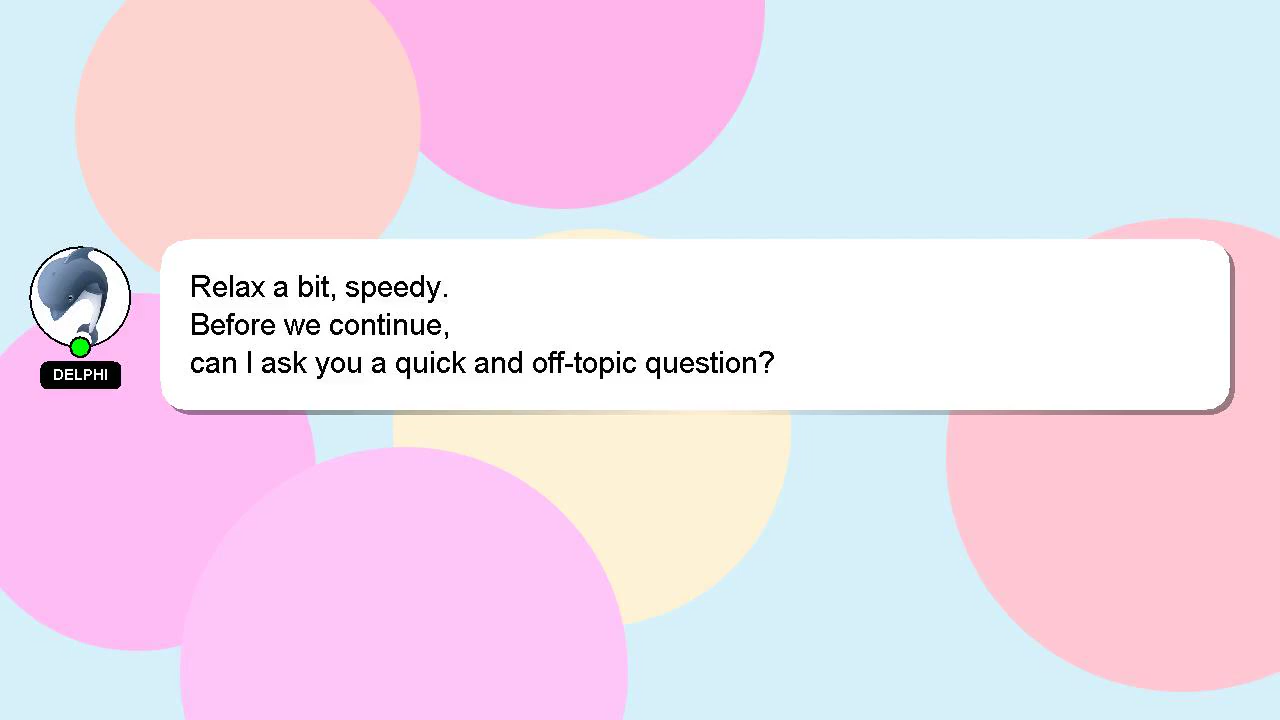 Relax a bit, speedy.
Before we continue,
can I ask you a quick and off-topic question?
DELPHI